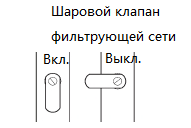 Шаровой клапан
фильтрующей сети
Вкл. Выкл.